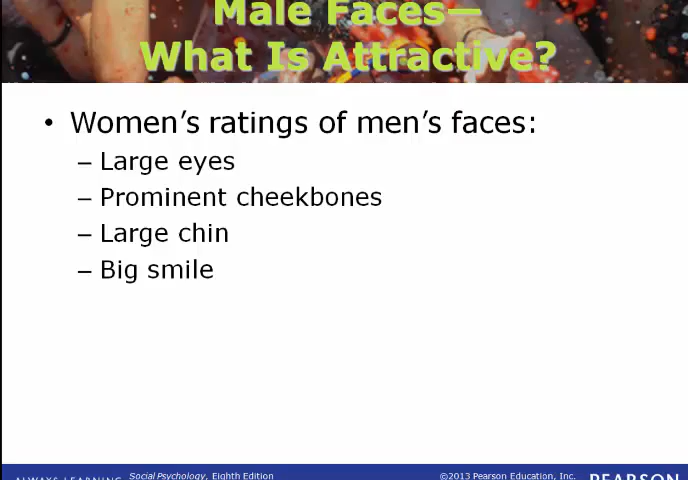 Male Faces—
What Is Attractive?
• Women's ratings of men's faces:
– Large eyes
– Prominent cheekbones
– Large chin
– Big smile
ALWAYS LEARNING Social Psychology, Eighth Edition ©2013 Pearson Education, Inc. PEARSON